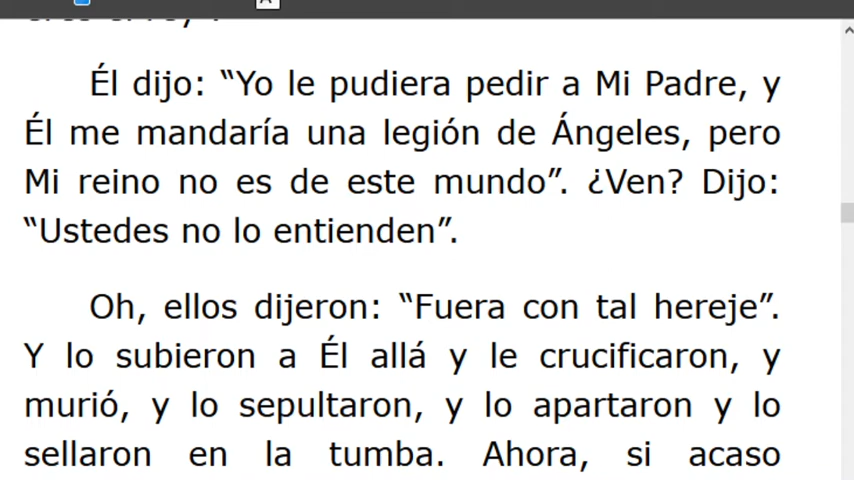 Él dijo: “Yo le pudiera pedir a Mi Padre, y
Él me mandaría una legión de Ángeles, pero
Mi reino no es de este mundo”. ¿Ven? Dijo:
“Ustedes no lo entienden”.
Oh, ellos dijeron: “Fuera con tal hereje”.
Y lo subieron a Él allá y le crucificaron, y
murió, y lo sepultaron, y lo apartaron y lo
sellaron en la tumba. Ahora, si acaso